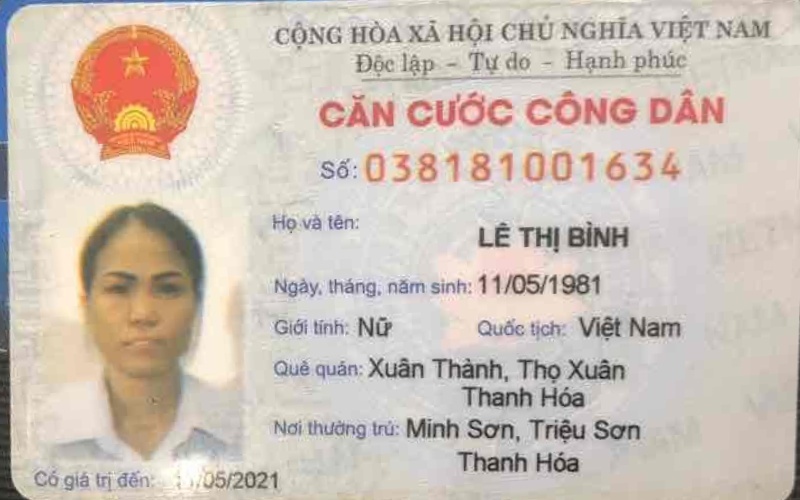 CỘNG HÒA XÃ HỘI CHỦ NGHĨA VIỆT NAM
Độc lập - Tự do - Hạnh phúc
CĂN CƯỚC CÔNG DÂN
Số: 038181001634
Họ và tên:
LÊ THỊ BÌNH
Ngày, tháng, năm sinh: 11/05/1981
Giới tính: Nữ Quốc tịch: Việt Nam
Quê quán: Xuân Thành, Thọ Xuân
Thanh Hóa
Nơi thường trú: Minh Sơn, Triệu Sơn
Thanh Hóa
Có giá trị đến: /05/2021